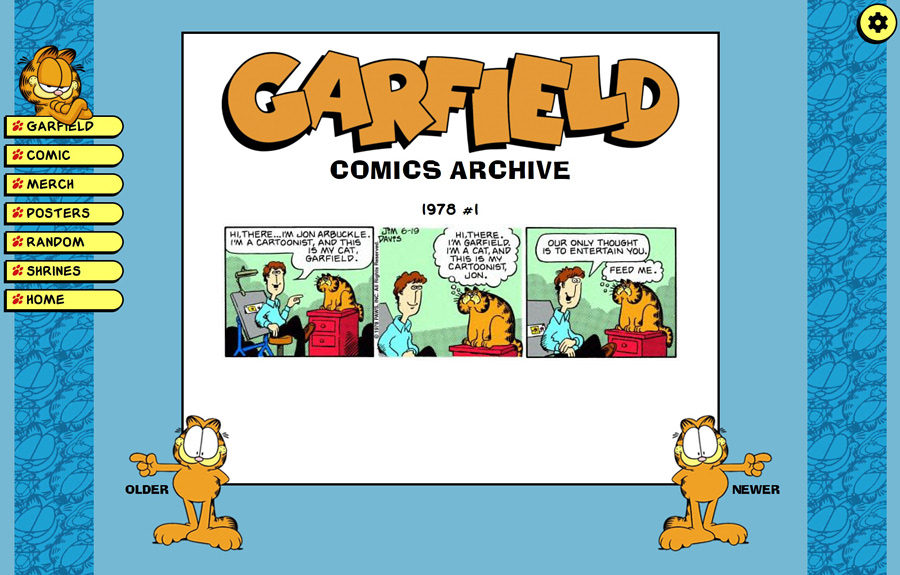 GARFIELD
COMICS ARCHIVE
1978 #1
GARFIELD
COMIC
MERCH
POSTERS
RANDOM
SHRINES
HOME
HI, THERE...I'M JON ARBUCKLE.
I'M A CARTOONIST, AND THIS
IS MY CAT,
GARFIELD.
JIM 6-19
DAVIS
HI, THERE.
I'M GARFIELD.
I'M A CAT, AND
THIS IS MY
CARTOONIST,
JON.
OUR ONLY THOUGHT
IS TO ENTERTAIN YOU.
FEED ME.
OLDER
NEWER